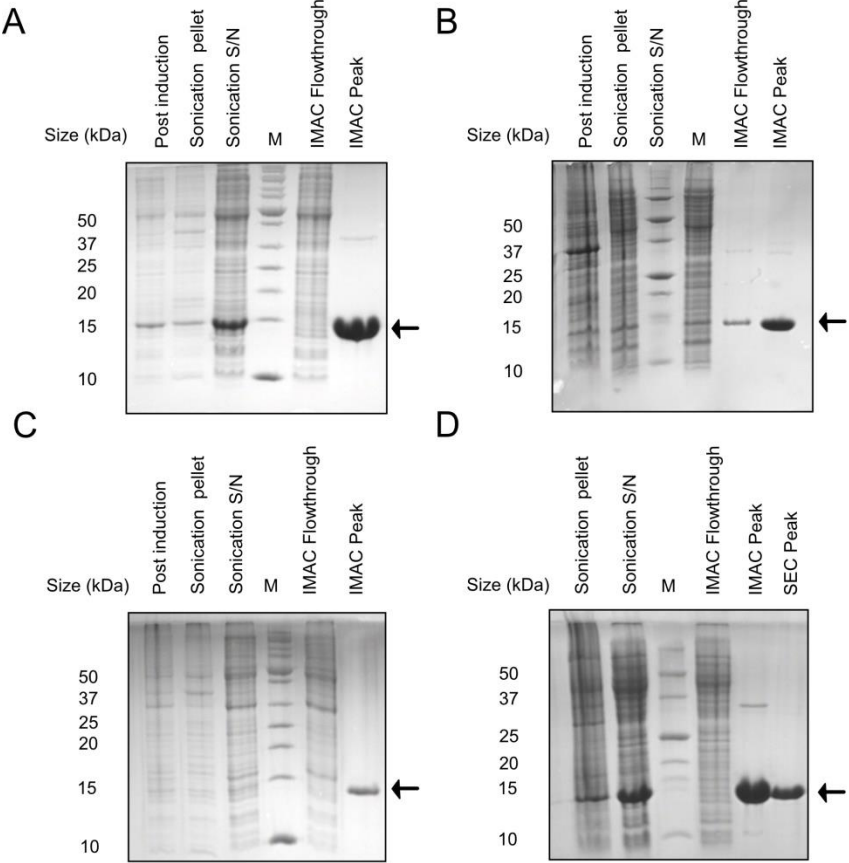 A
Size (kDa)
Post induction
Sonication pellet
Sonication S/N
M
IMAC Flowthrough
IMAC Peak
50
37
25
20
15
10
B
Size (kDa)
Post induction
Sonication pellet
Sonication S/N
M
IMAC Flowthrough
IMAC Peak
50
37
25
20
15
10
C
Size (kDa)
Post induction
Sonication pellet
Sonication S/N
M
IMAC Flowthrough
IMAC Peak
50
37
25
20
15
10
D
Size (kDa)
Sonication pellet
Sonication S/N
M
IMAC Flowthrough
IMAC Peak
SEC Peak
50
37
25
20
15
10